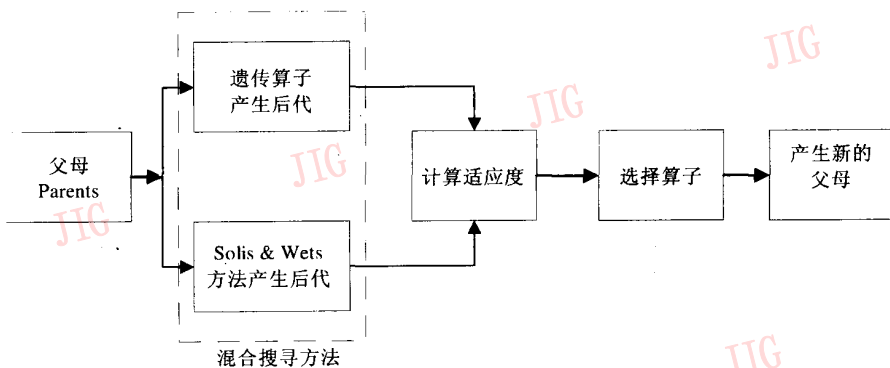 父母
Parents
遗传算子
产生后代
Solis & Wets
方法产生后代
混合搜寻方法
计算适应度
选择算子
产生新的
父母
JIG
JIG
JIG
JIG
JIG